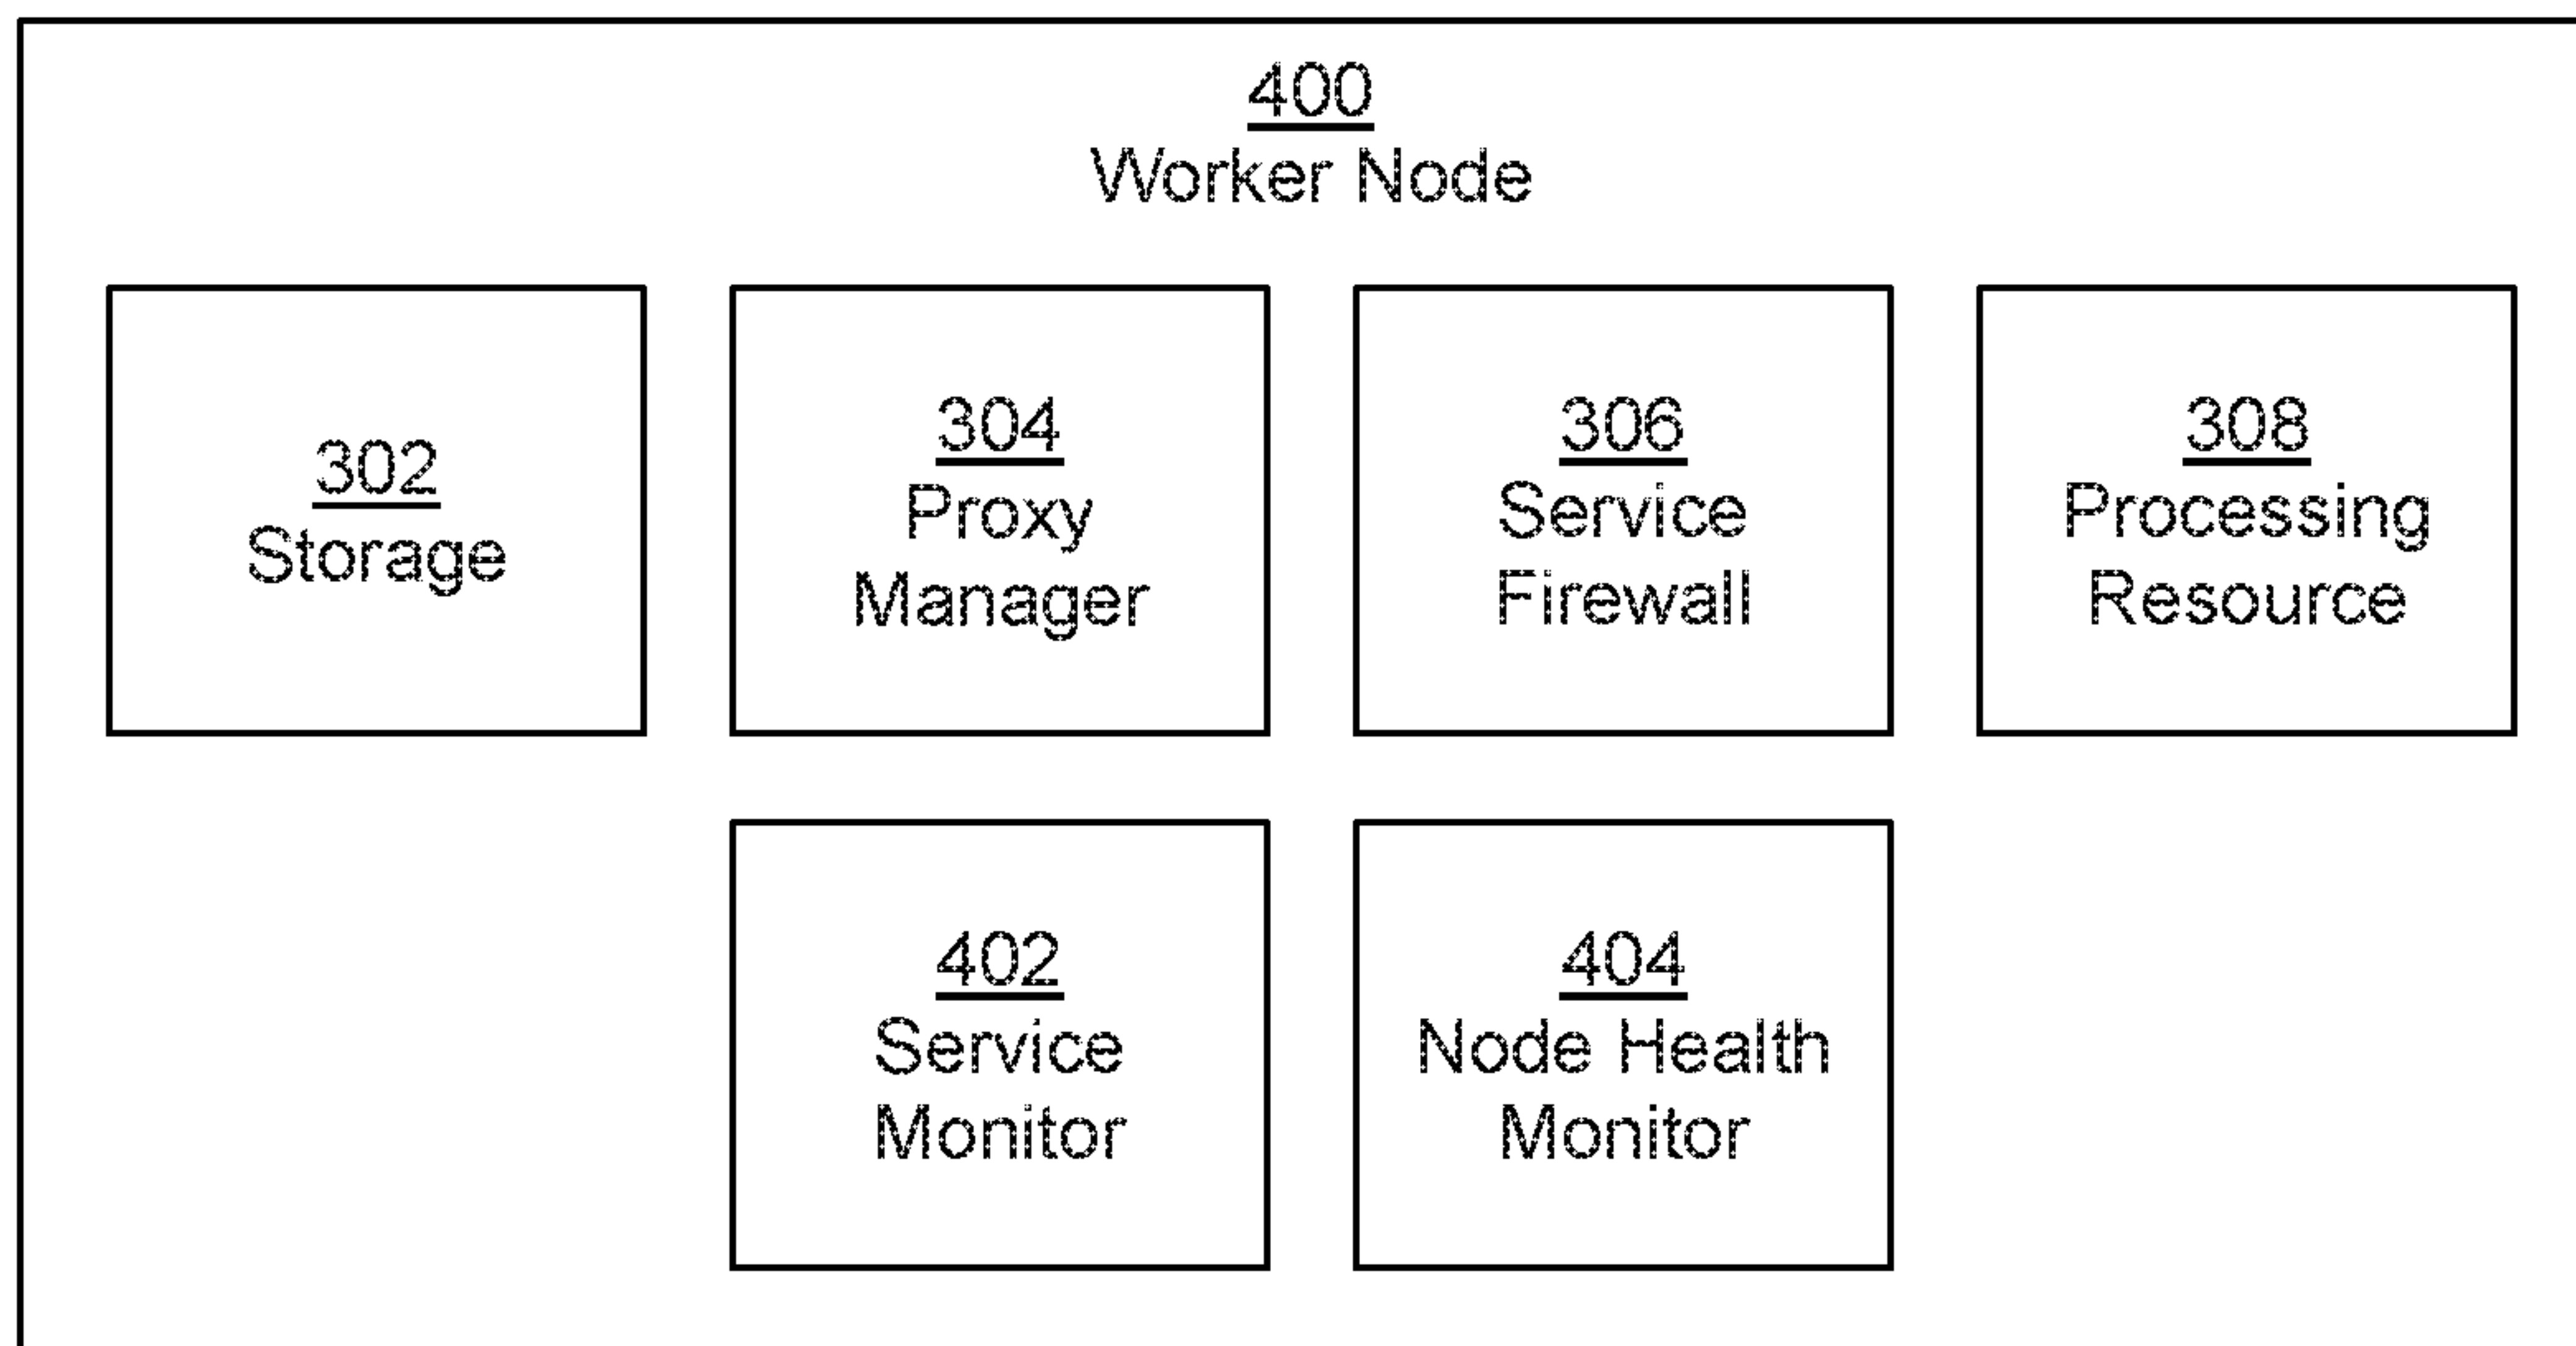 400
Worker Node
302
Storage
304
Proxy
Manager
306
Service
Firewall
308
Processing
Resource
402
Service
Monitor
404
Node Health
Monitor